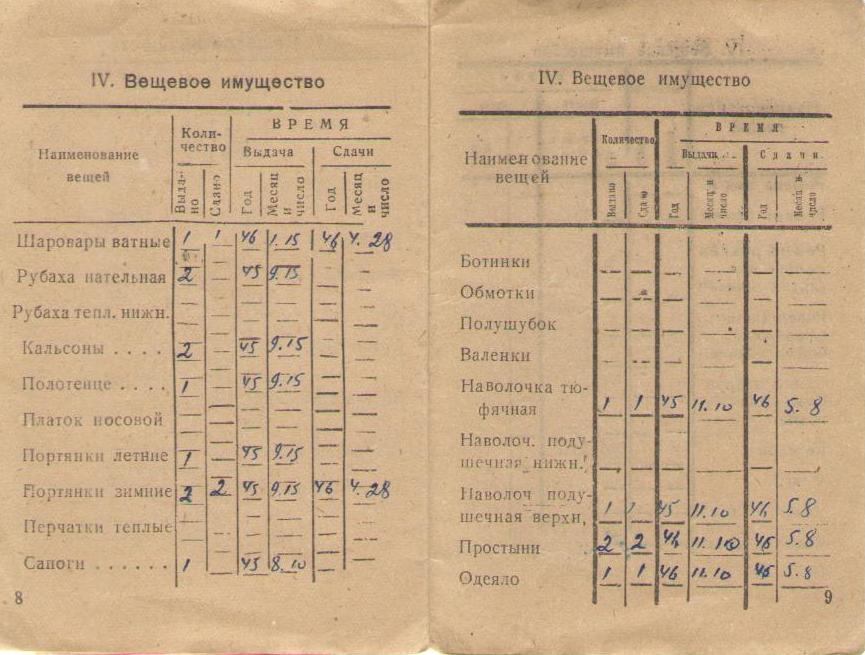 IV. Вещевое имущество
Наименование вещей
Коли-
чество
ВРЕМЯ
Выдача
Сдачи
Выда-
но
Сдано
Год
Месяц и число
Год
Месяц и число
Шаровары ватные 1 1 46 1.15 46 4.28
Рубаха нательная 2 — 45 9.15 — —
Рубаха тепл. нижн. — — — — — —
Кальсоны . . . . 2 — 45 9.15 — —
Полотенце . . . . 1 — 45 9.15 — —
Платок носовой — — — — — —
Портянки летние 1 — 45 9.15 — —
Портянки зимние 2 2 45 9.15 46 4.28
Перчатки теплые — — — — — —
Сапоги . . . . . . 1 — 45 8.10 — —
8
IV. Вещевое имущество
Наименование
вещей
Количество
ВРЕМЯ
Выдачи
Сдачи
Выдано
Сдано
Год
Месяц и число
Год
Месяц и число
Ботинки — — — — — —
Обмотки — — — — — —
Полушубок — — — — — —
Валенки — — — — — —
Наволочка тю-
фячная 1 1 45 11.10 46 5.8
Наволоч. поду-
шечная нижн. — — — — — —
Наволоч поду-
шечная верхн, 1 1 45 11.10 46 5.8
Простыни 2 2 11.10 46 5.8
Одеяло 1 1 46 11.10 46 5.8
9